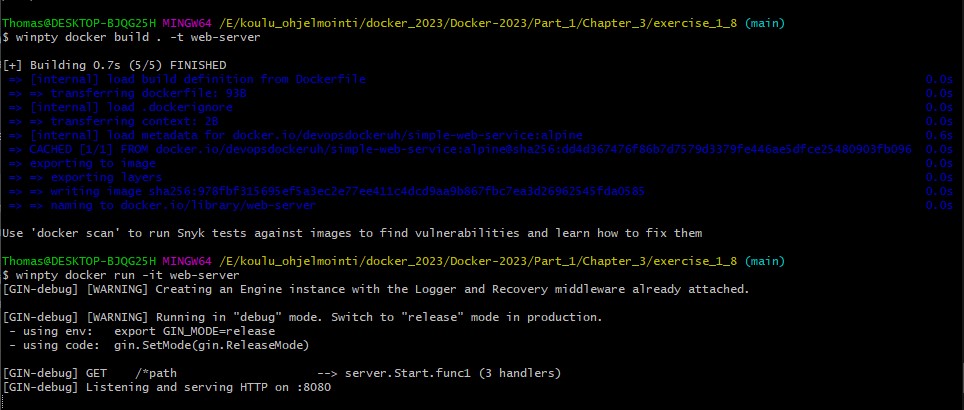 Thomas@DESKTOP-BJQG25H MINGW64 /E/koulu_ohjelmointi/docker_2023/Docker-2023/Part_1/Chapter_3/exercise_1_8 (main)
$ winpty docker build . -t web-server
[+] Building 0.7s (5/5) FINISHED
=> [internal] load build definition from Dockerfile 0.0s
=> => transferring dockerfile: 93B 0.0s
=> [internal] load .dockerignore 0.0s
=> => transferring context: 2B 0.0s
=> [internal] load metadata for docker.io/devopsdockeruh/simple-web-service:alpine 0.6s
=> CACHED [1/1] FROM docker.io/devopsdockeruh/simple-web-service:alpine@sha256:dd4d367476f86b7d7579d3379fe446ae5dfce25480903fb096 0.0s
=> exporting to image 0.0s
=> => exporting layers 0.0s
=> => writing image sha256:978fbf315695ef5a3ec2e77ee411c4dcd9aa9b867fbc7ea3d26962545fda0585 0.0s
=> => naming to docker.io/library/web-server 0.0s
Use 'docker scan' to run Snyk tests against images to find vulnerabilities and learn how to fix them
Thomas@DESKTOP-BJQG25H MINGW64 /E/koulu_ohjelmointi/docker_2023/Docker-2023/Part_1/Chapter_3/exercise_1_8 (main)
$ winpty docker run -it web-server
[GIN-debug] [WARNING] Creating an Engine instance with the Logger and Recovery middleware already attached.
[GIN-debug] [WARNING] Running in "debug" mode. Switch to "release" mode in production.
- using env: export GIN_MODE=release
- using code: gin.SetMode(gin.ReleaseMode)
[GIN-debug] GET /*path --> server.Start.func1 (3 handlers)
[GIN-debug] Listening and serving HTTP on :8080